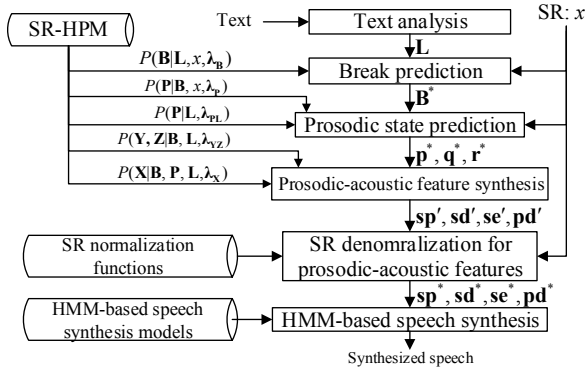 SR-HPM
Text
Text analysis
SR: x
L
P(B|L,x,λB)
Break prediction
B*
P(P|B, x,λP)
P(P|L,λPL)
Prosodic state prediction
P(Y, Z|B, L,λYZ)
p*, q*, r*
P(X|B, P, L,λX)
Prosodic-acoustic feature synthesis
sp′, sd′, se′, pd′
SR normalization
functions
SR denomralization for
prosodic-acoustic features
sp*, sd*, se*, pd*
HMM-based speech
synthesis models
HMM-based speech synthesis
Synthesized speech